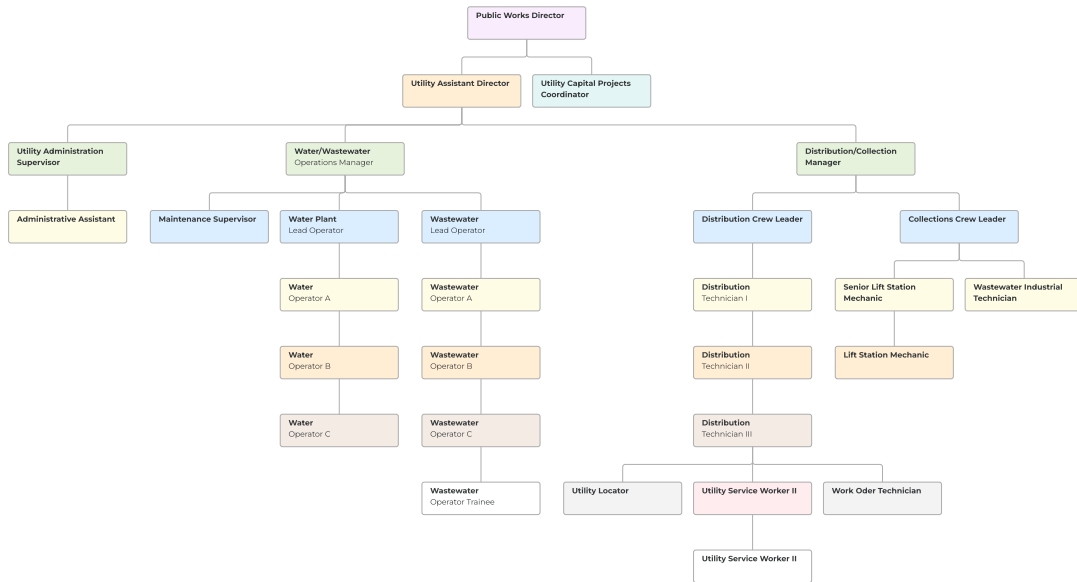 Public Works Director
Utility Assistant Director
Utility Capital Projects
Coordinator
Utility Administration
Supervisor
Water/Wastewater
Operations Manager
Distribution/Collection
Manager
Administrative Assistant
Maintenance Supervisor
Water Plant
Lead Operator
Wastewater
Lead Operator
Distribution Crew Leader
Collections Crew Leader
Water
Operator A
Wastewater
Operator A
Distribution
Technician I
Senior Lift Station
Mechanic
Wastewater Industrial
Technician
Water
Operator B
Wastewater
Operator B
Distribution
Technician II
Lift Station Mechanic
Water
Operator C
Wastewater
Operator C
Distribution
Technician III
Wastewater
Operator Trainee
Utility Locator
Utility Service Worker II
Work Oder Technician
Utility Service Worker II